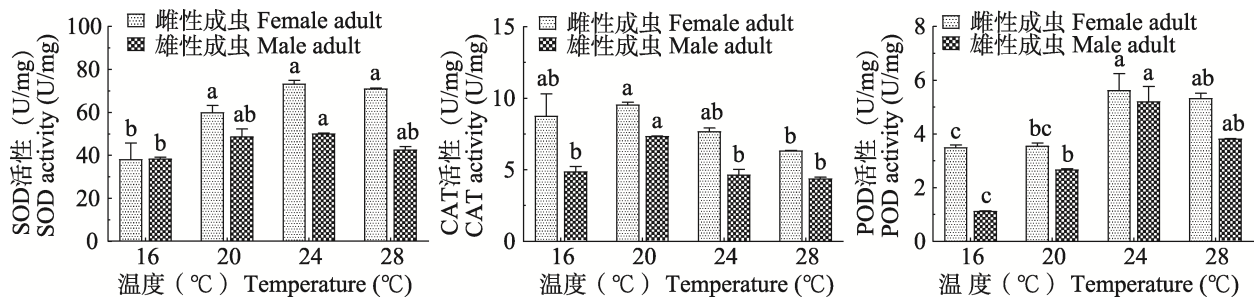 SOD活性 (U/mg)
SOD activity (U/mg)
100
80
60
40
20
0
雌性成虫 Female adult
雄性成虫 Male adult
b
b
a
ab
a
a
a
ab
16
20
24
28
温度（℃）Temperature (℃)
CAT活性 (U/mg)
CAT activity (U/mg)
15
10
5
0
雌性成虫 Female adult
雄性成虫 Male adult
ab
b
a
a
ab
b
b
b
16
20
24
28
温度（℃）Temperature (℃)
POD活性 (U/mg)
POD activity (U/mg)
8
6
4
2
0
雌性成虫 Female adult
雄性成虫 Male adult
c
c
bc
b
a
a
ab
ab
16
20
24
28
温 度（℃）Temperature (℃)